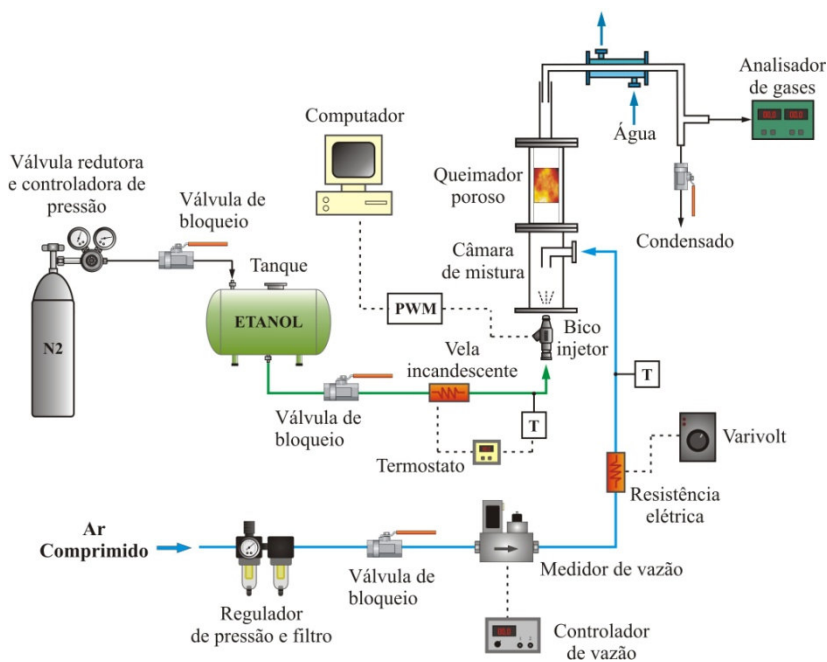 Analisador
de gases
Computador
Água
Válvula redutora
e controladora de
pressão
Válvula de
bloqueio
Queimador
poroso
Condensado
Tanque
Câmara
de mistura
PWM
ETANOL
N2
Bico
injetor
Vela
incandescente
Válvula de
bloqueio
T
T
Termostato
Varivolt
Resistência
elétrica
Ar
Comprimido
Válvula de
bloqueio
Medidor de vazão
Regulador
de pressão e filtro
Controlador
de vazão